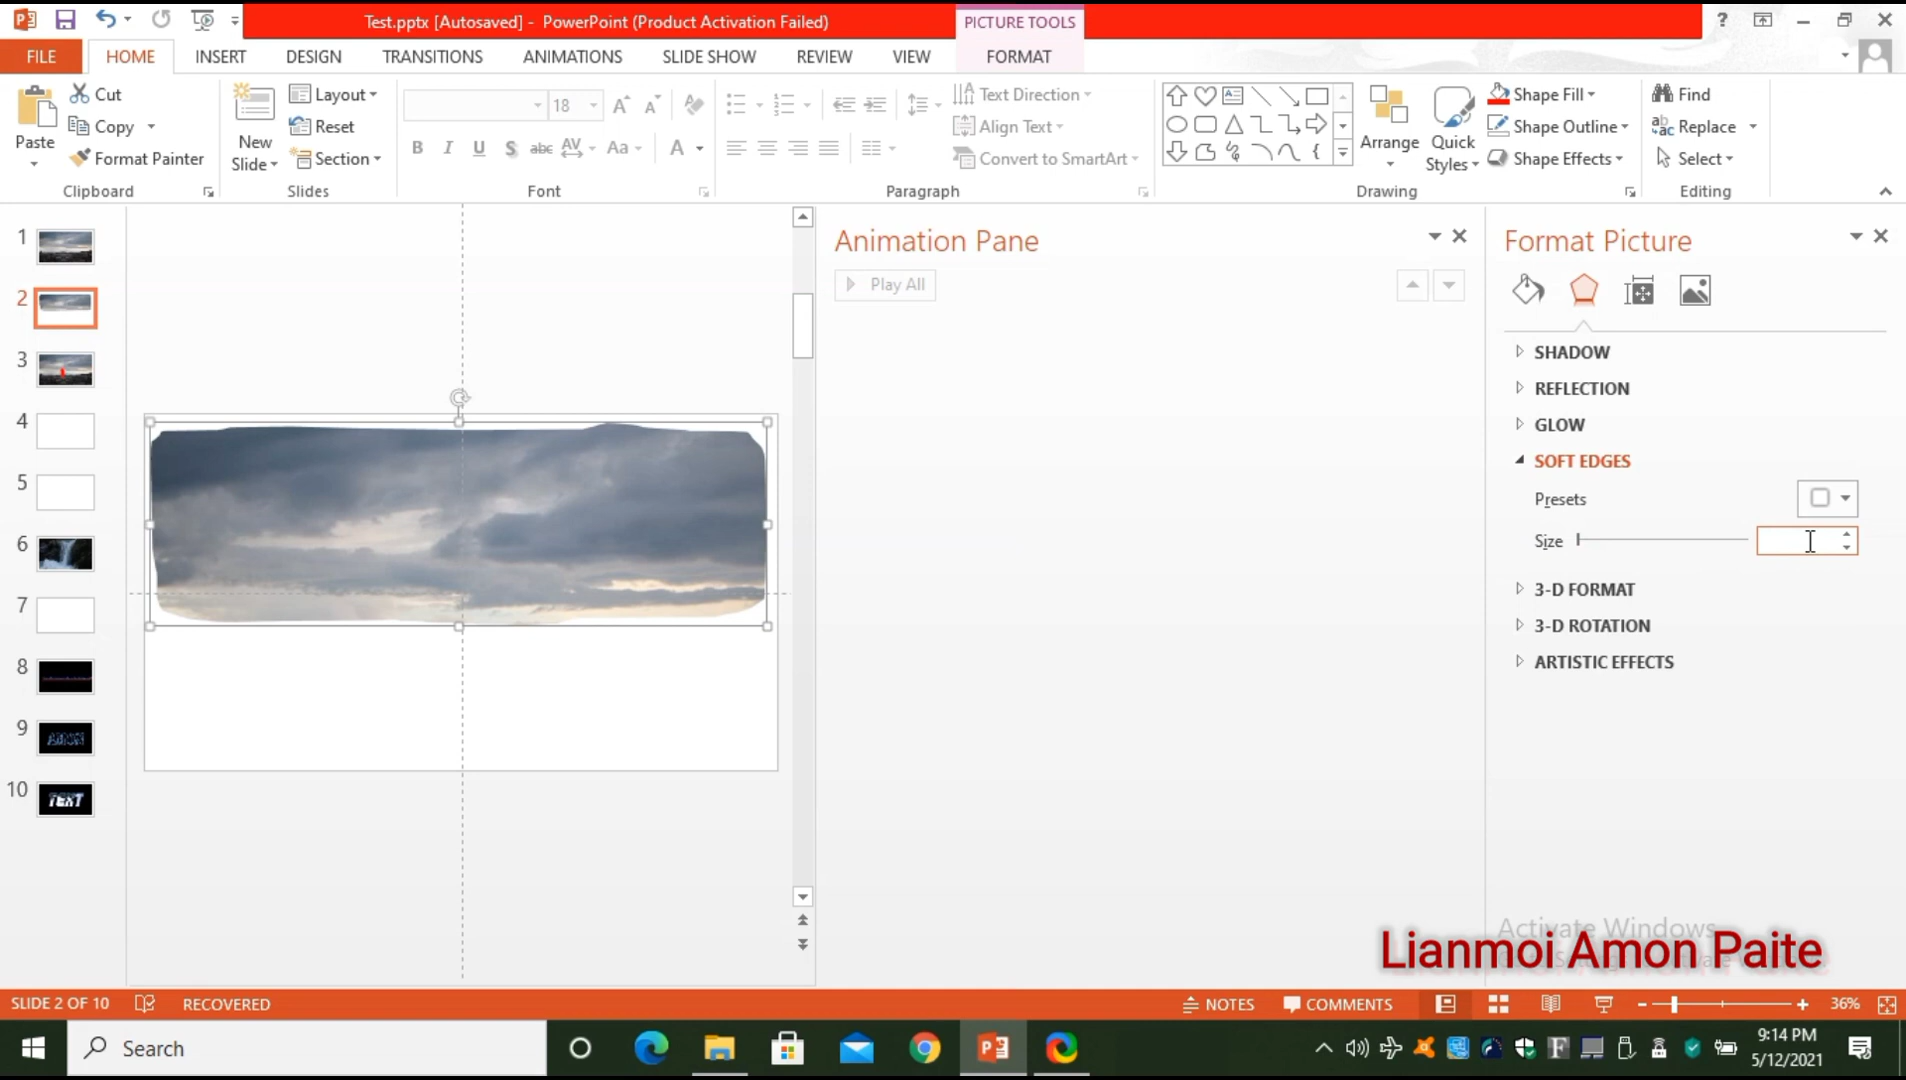 Test.pptx [Autosaved] - PowerPoint (Product Activation Failed)
PICTURE TOOLS
?
FILE HOME INSERT DESIGN TRANSITIONS ANIMATIONS SLIDE SHOW REVIEW VIEW FORMAT
Paste
Cut
Copy
Format Painter
Clipboard
New Slide
Layout
Reset
Section
Slides
18
B I U S abc AV Aa A
Font
Text Direction
Align Text
Convert to SmartArt
Paragraph
Arrange
Quick Styles
Shape Fill
Shape Outline
Shape Effects
Drawing
Find
Replace
Select
Editing
1
2
3
4
5
6
7
8
9
AMON
10
TEXT
Animation Pane
Play All
Format Picture
SHADOW
REFLECTION
GLOW
SOFT EDGES
Presets
Size
3-D FORMAT
3-D ROTATION
ARTISTIC EFFECTS
Activate Windows
Lianmoi Amon Paite
SLIDE 2 OF 10 RECOVERED NOTES COMMENTS 36%
Search
9:14 PM
5/12/2021